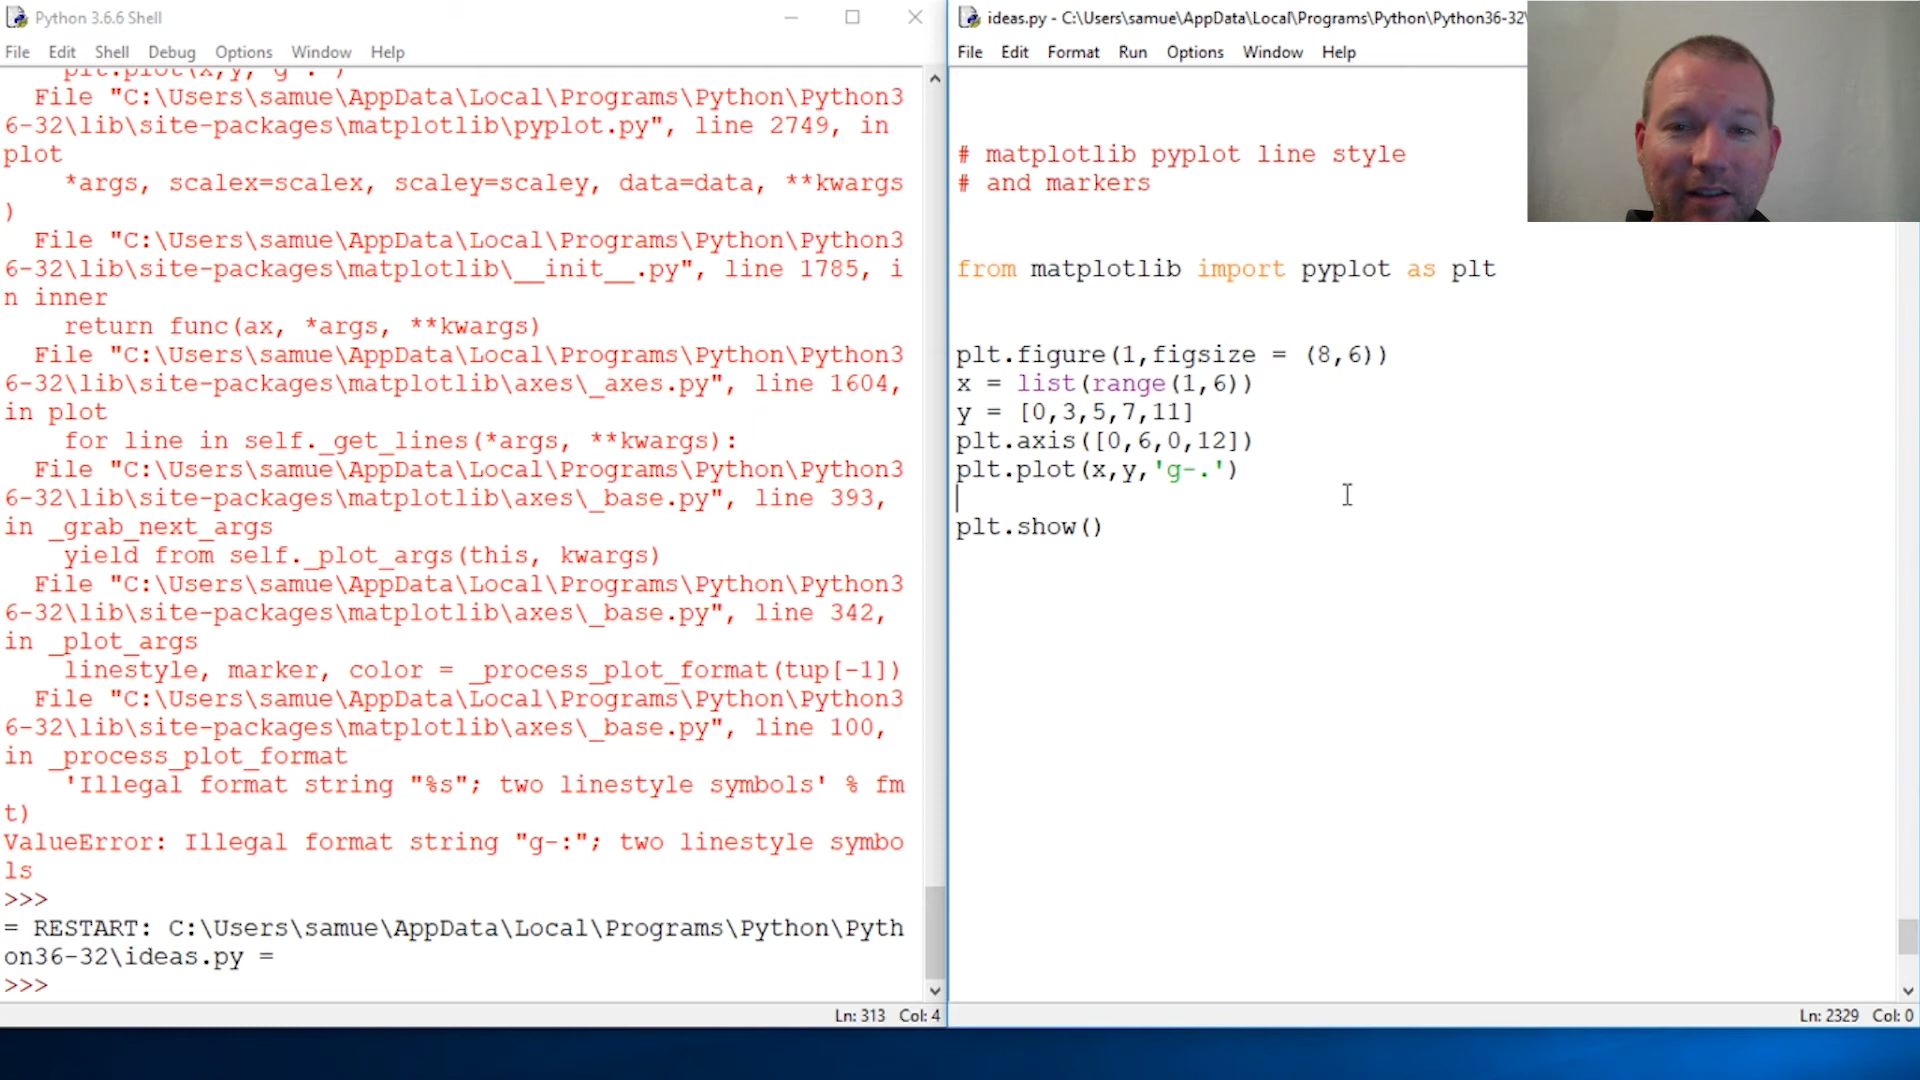 Python 3.6.6 Shell
File Edit Shell Debug Options Window Help
plt.plot(x,y,'g-:')
File "C:\Users\samue\AppData\Local\Programs\Python\Python3
6-32\lib\site-packages\matplotlib\pyplot.py", line 2749, in
plot
*args, scalex=scalex, scaley=scaley, data=data, **kwargs
)
File "C:\Users\samue\AppData\Local\Programs\Python\Python3
6-32\lib\site-packages\matplotlib\__init__.py", line 1785, i
n inner
return func(ax, *args, **kwargs)
File "C:\Users\samue\AppData\Local\Programs\Python\Python3
6-32\lib\site-packages\matplotlib\axes\_axes.py", line 1604,
in plot
for line in self._get_lines(*args, **kwargs):
File "C:\Users\samue\AppData\Local\Programs\Python\Python3
6-32\lib\site-packages\matplotlib\axes\_base.py", line 393,
in _grab_next_args
yield from self._plot_args(this, kwargs)
File "C:\Users\samue\AppData\Local\Programs\Python\Python3
6-32\lib\site-packages\matplotlib\axes\_base.py", line 342,
in _plot_args
linestyle, marker, color = _process_plot_format(tup[-1])
File "C:\Users\samue\AppData\Local\Programs\Python\Python3
6-32\lib\site-packages\matplotlib\axes\_base.py", line 100,
in _process_plot_format
'Illegal format string "%s"; two linestyle symbols' % fm
t)
ValueError: Illegal format string "g-:"; two linestyle symbo
ls
>>>
= RESTART: C:\Users\samue\AppData\Local\Programs\Python\Pyth
on36-32\ideas.py =
>>>
Ln: 313 Col: 4
ideas.py - C:\Users\samue\AppData\Local\Programs\Python\Python36-32\
File Edit Format Run Options Window Help
# matplotlib pyplot line style
# and markers
from matplotlib import pyplot as plt
plt.figure(1,figsize = (8,6))
x = list(range(1,6))
y = [0,3,5,7,11]
plt.axis([0,6,0,12])
plt.plot(x,y,'g-.')
plt.show()
Ln: 2329 Col: 0